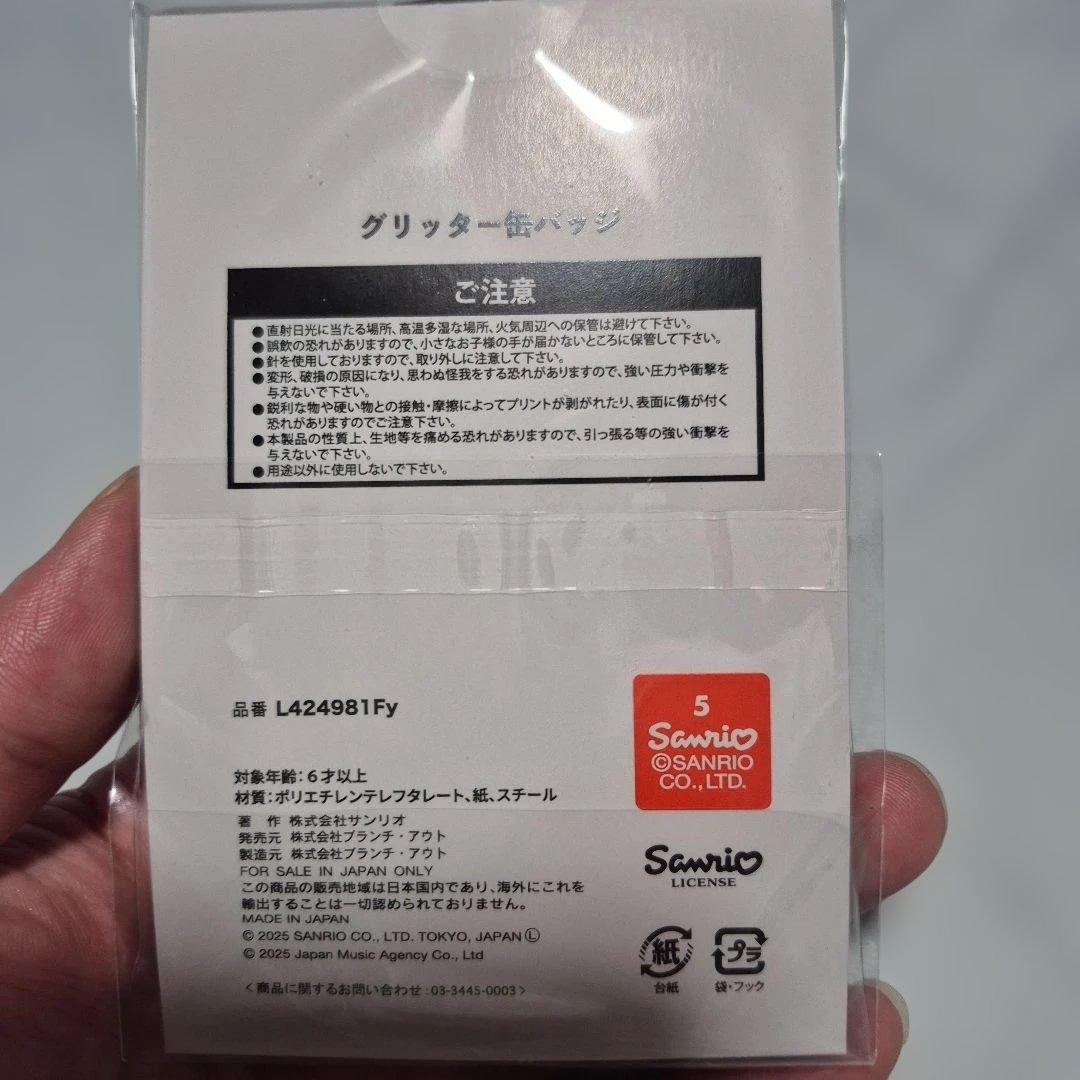 グリッター缶バッジ
ご注意
●直射日光に当たる場所、高温多湿な場所、火気周辺への保管は避けて下さい。
●誤飲の恐れがありますので、小さなお子様の手が届かないところに保管して下さい。
●針を使用しておりますので、取り外しに注意して下さい。
●変形、破損の原因になり、思わぬ怪我をする恐れがありますので、強い圧力や衝撃を
与えないで下さい。
●鋭利な物や硬い物との接触・摩擦によってプリントが剥がれたり、表面に傷が付く
恐れがありますのでご注意下さい。
●本製品の性質上、生地等を痛める恐れがありますので、引っ張る等の強い衝撃を
与えないで下さい。
●用途以外に使用しないで下さい。
品番 L424981Fy
対象年齢:6才以上
材質:ポリエチレンテレフタレート、紙、スチール
著 作 株式会社サンリオ
発売元 株式会社ブランチ・アウト
製造元 株式会社ブランチ・アウト
FOR SALE IN JAPAN ONLY
この商品の販売地域は日本国内であり、海外にこれを
輸出することは一切認められておりません。
MADE IN JAPAN
© 2025 SANRIO CO., LTD. TOKYO, JAPAN Ⓛ
© 2025 Japan Music Agency Co., Ltd
<商品に関するお問い合わせ:03-3445-0003>
5
Sanrio
©SANRIO
CO., LTD.
Sanrio
LICENSE
紙
台紙
プラ
袋・フック